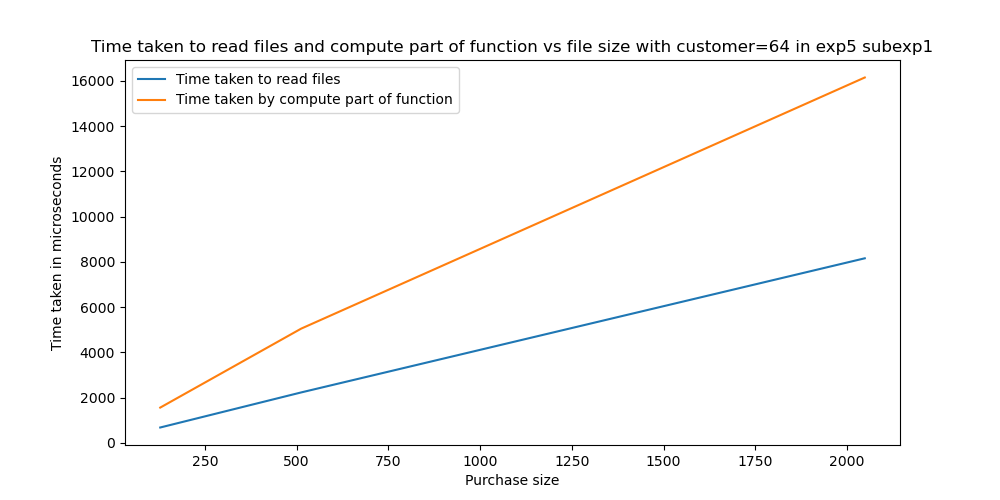 Time taken to read files and compute part of function vs file size with customer=64 in exp5 subexp1
Time taken to read files
Time taken by compute part of function
Time taken in microseconds
16000
14000
12000
10000
8000
6000
4000
2000
0
250 500 750 1000 1250 1500 1750 2000
Purchase size